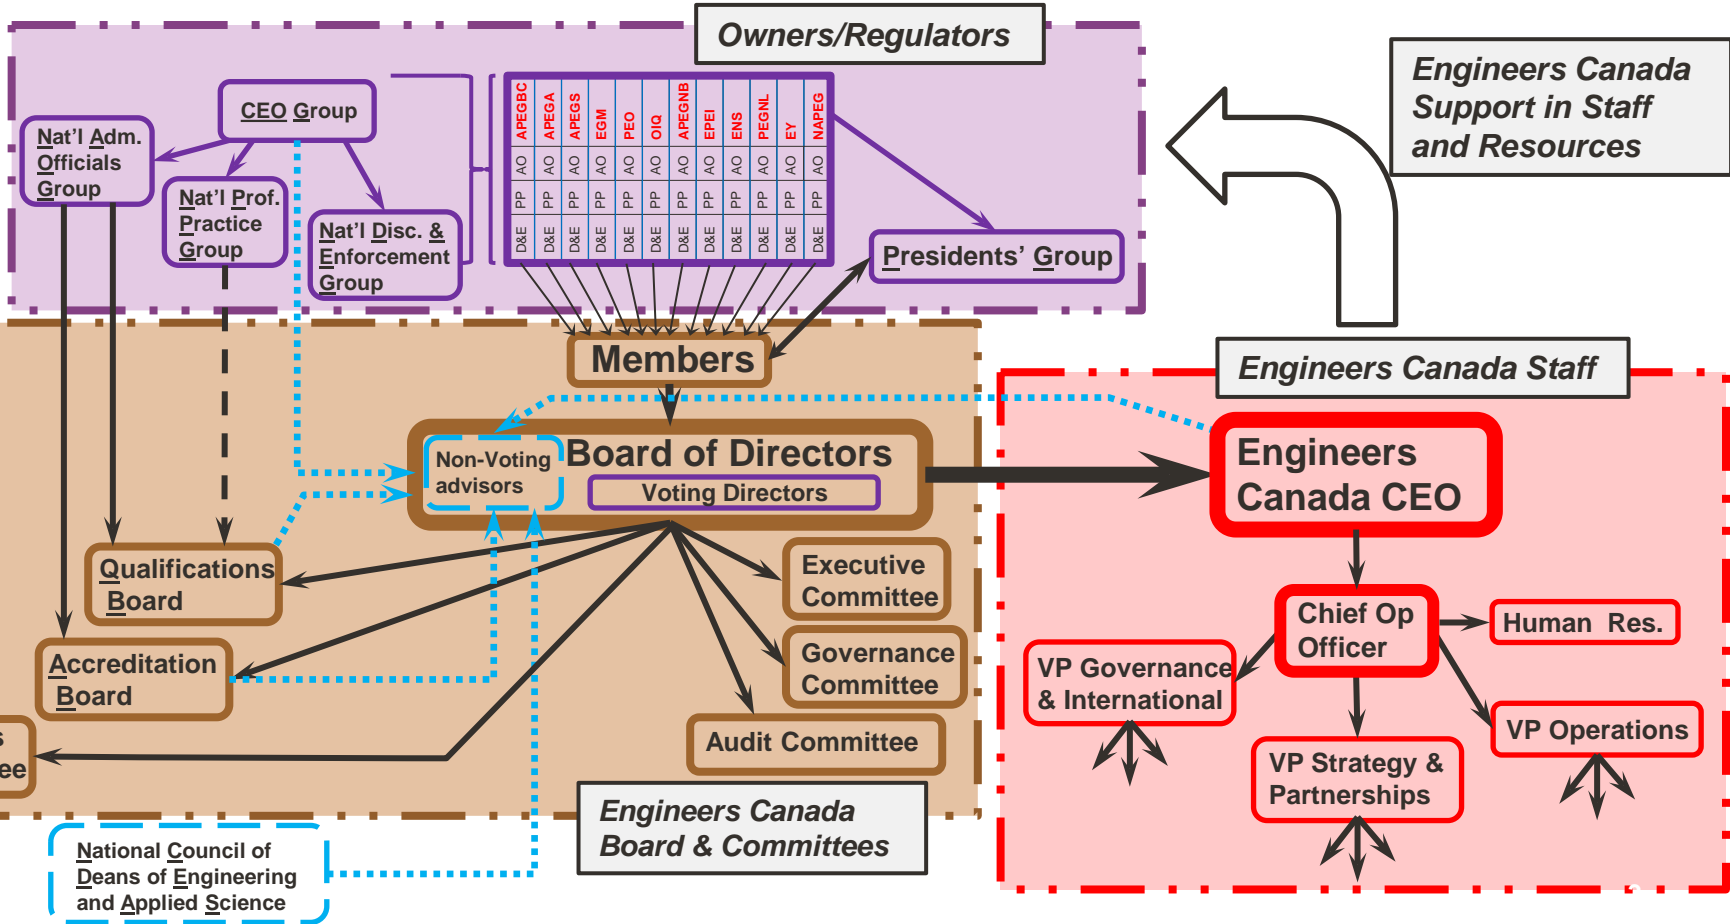 Owners/Regulators
Engineers Canada
Support in Staff
and Resources
CEO Group
Nat'l Adm.
Officials
Group
Nat'l Prof.
Practice
Group
Nat'l Disc. &
Enforcement
Group
APEGBC APEGA APEGS EGM PEO OIQ APEGNB EPEI ENS PEGNL EY NAPEG
AO AO AO AO AO AO AO AO AO AO AO AO
PP PP PP PP PP PP PP PP PP PP PP PP
D&E D&E D&E D&E D&E D&E D&E D&E D&E D&E D&E D&E
Presidents' Group
Members
Engineers Canada Staff
Board of Directors
Non-Voting
advisors
Voting Directors
Engineers
Canada CEO
Qualifications
Board
Executive
Committee
Accreditation
Board
Governance
Committee
Audit Committee
s
ee
Chief Op
Officer
Human Res.
VP Governance
& International
VP Operations
VP Strategy &
Partnerships
Engineers Canada
Board & Committees
National Council of
Deans of Engineering
and Applied Science